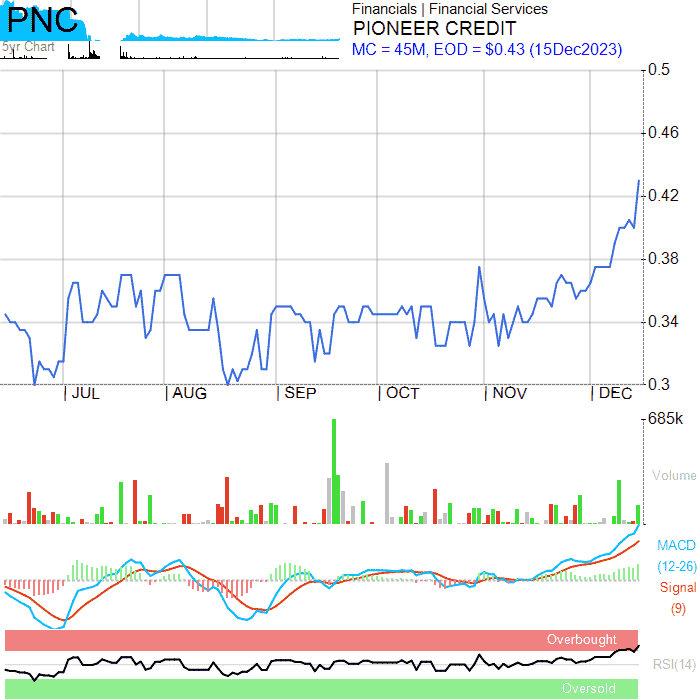 PNC
5yr Chart
Financials | Financial Services
PIONEER CREDIT
MC = 45M, EOD = $0.43 (15Dec2023)
0.5
0.46
0.42
0.38
0.34
0.3
JUL AUG SEP OCT NOV DEC
685k
Volume
MACD
(12-26)
Signal
(9)
Overbought
RSI(14)
Oversold